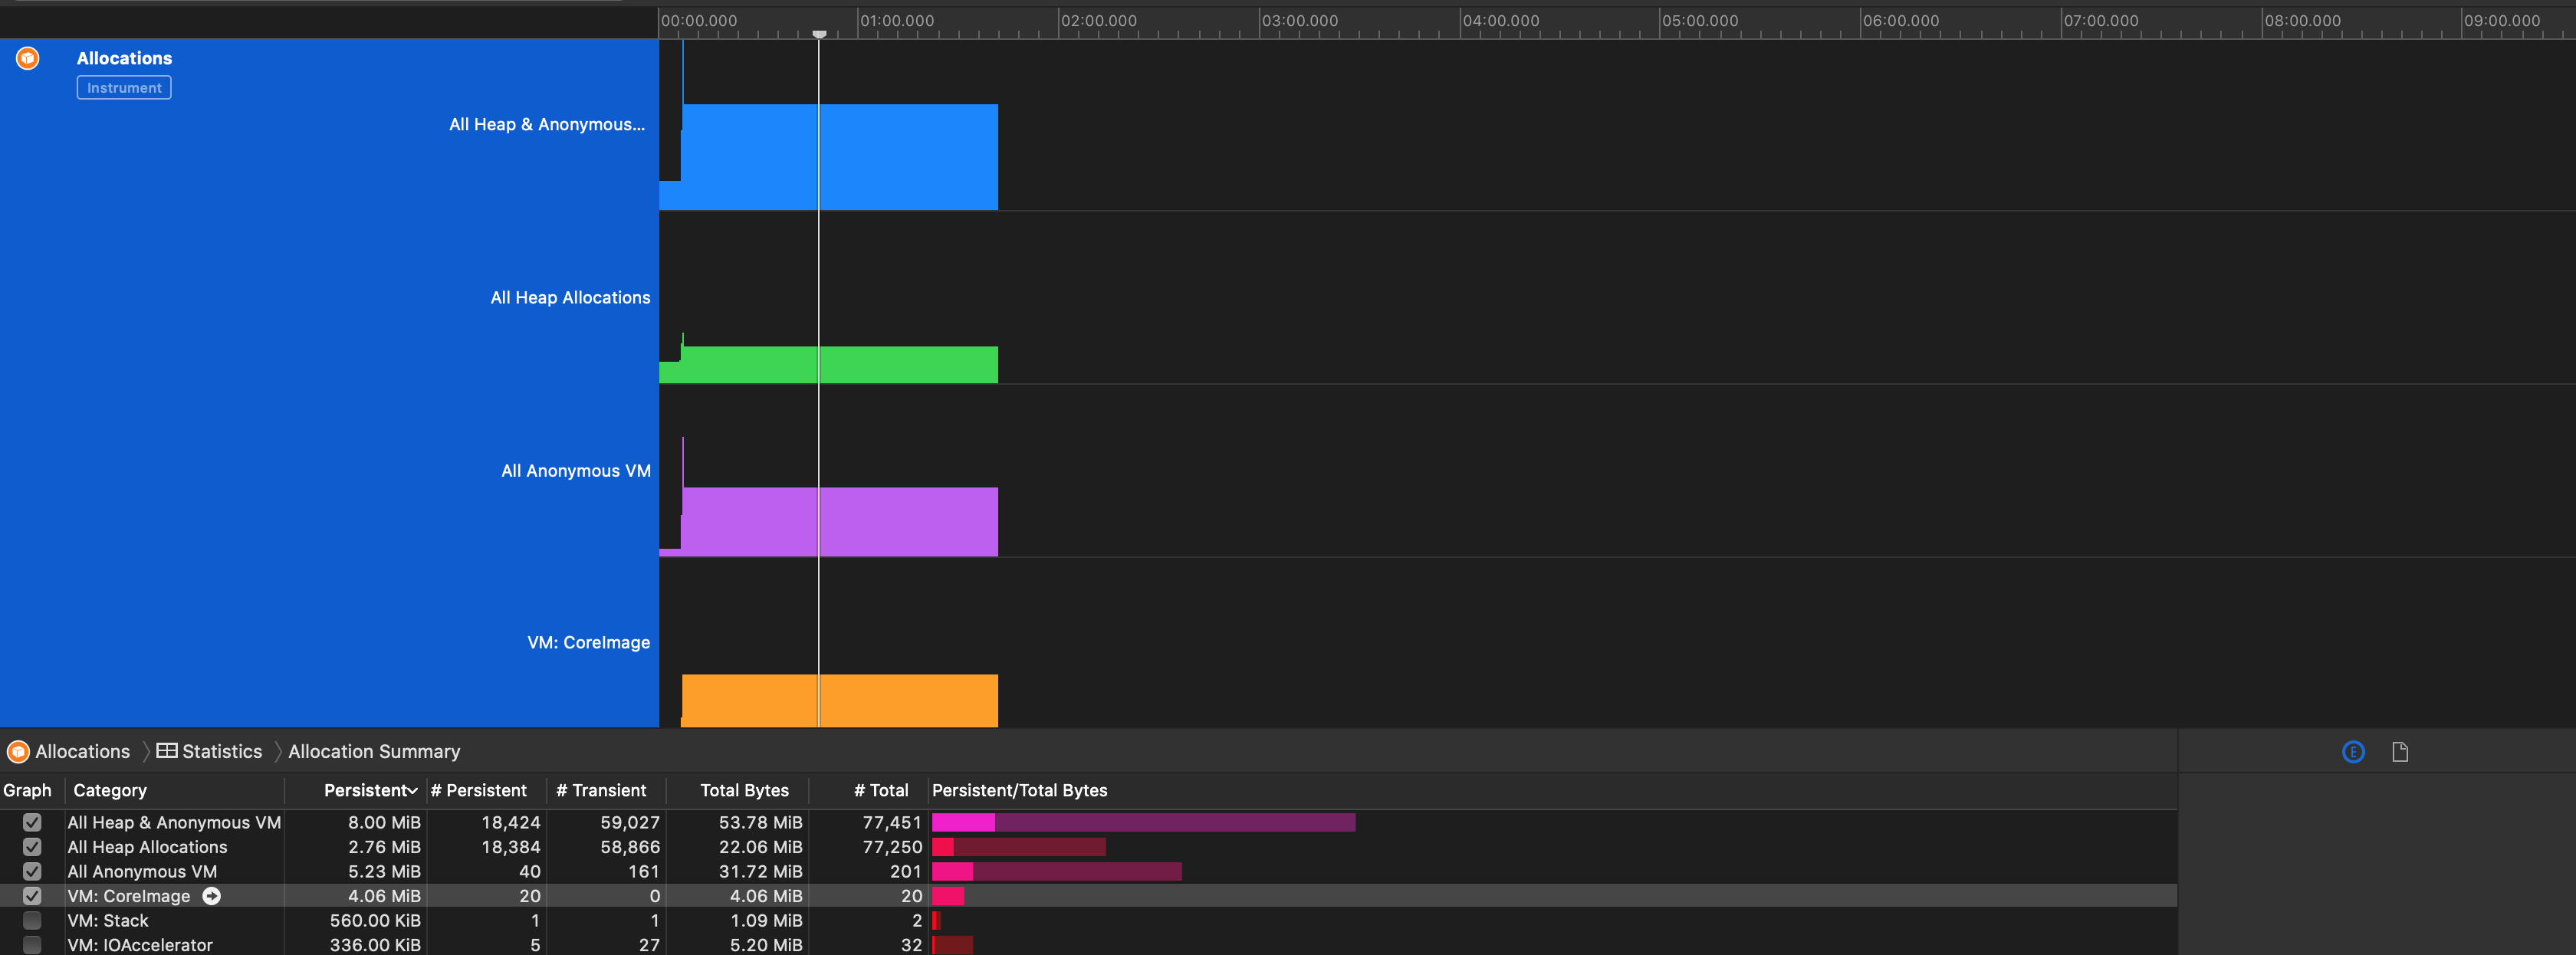 00:00.000 01:00.000 02:00.000 03:00.000 04:00.000 05:00.000 06:00.000 07:00.000 08:00.000 09:00.000
Allocations
Instrument
All Heap & Anonymous...
All Heap Allocations
All Anonymous VM
VM: CoreImage
Allocations Statistics Allocation Summary E
Graph Category Persistent # Persistent # Transient Total Bytes # Total Persistent/Total Bytes
All Heap & Anonymous VM 8.00 MiB 18,424 59,027 53.78 MiB 77,451
All Heap Allocations 2.76 MiB 18,384 58,866 22.06 MiB 77,250
All Anonymous VM 5.23 MiB 40 161 31.72 MiB 201
VM: CoreImage 4.06 MiB 20 0 4.06 MiB 20
VM: Stack 560.00 KiB 1 1 1.09 MiB 2
VM: IOAccelerator 336.00 KiB 5 27 5.20 MiB 32